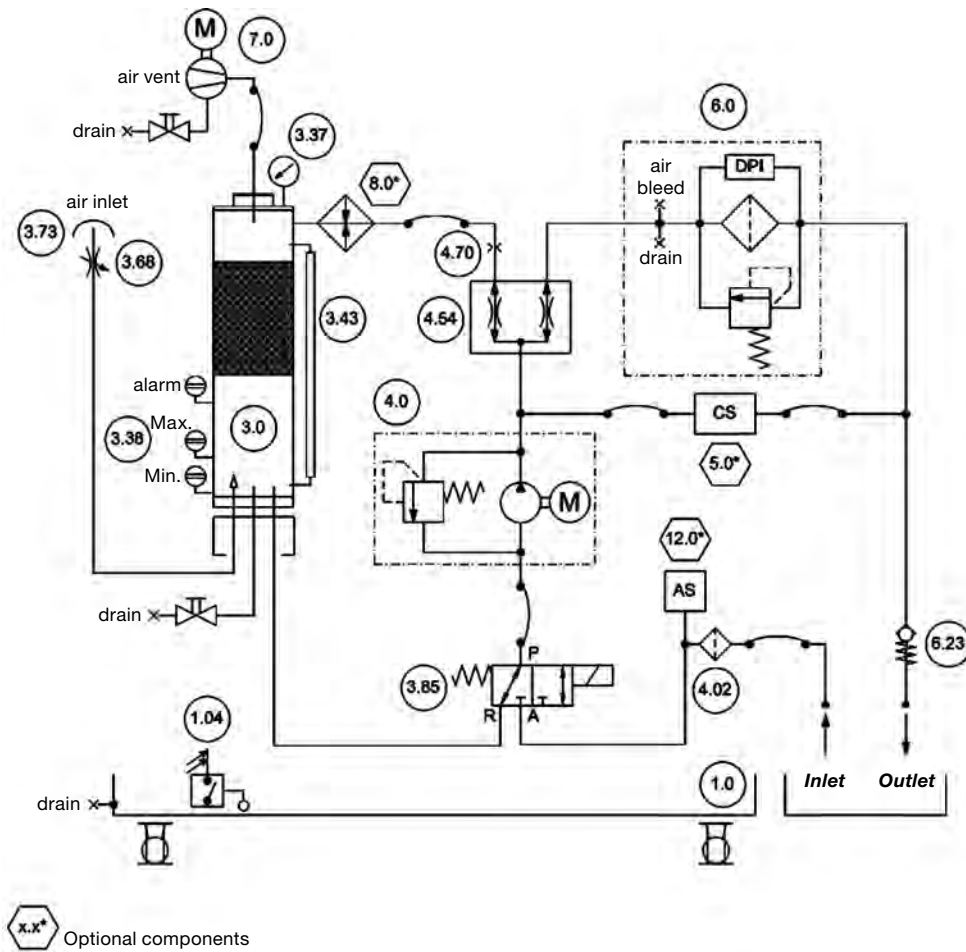 M
7.0
air vent
drain
3.37
6.0
8.0*
air
bleed
DPI
air inlet
3.73
3.68
4.70
drain
3.43
4.54
alarm
4.0
Max.
3.38
3.0
CS
5.0*
Min.
M
12.0*
AS
drain
P
3.85
4.02
6.23
R
A
1.04
1.0
Inlet
Outlet
drain
x.x*
Optional components